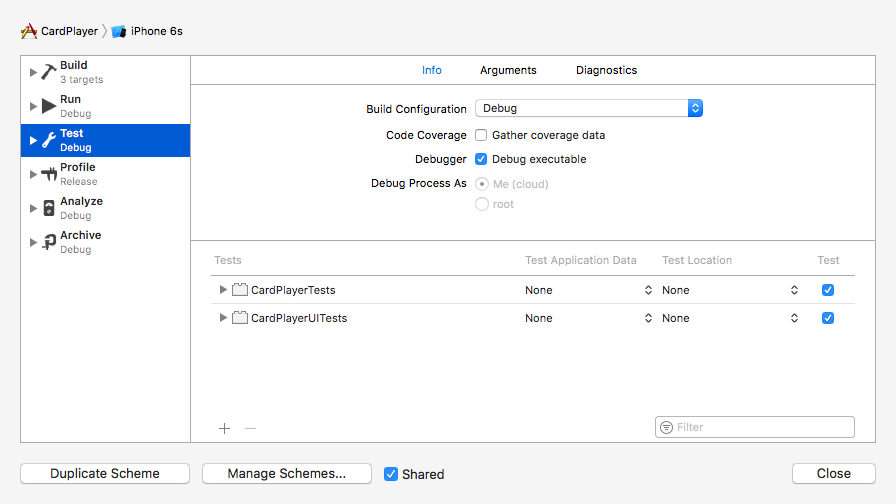 CardPlayer iPhone 6s
Build
3 targets
Run
Debug
Test
Debug
Profile
Release
Analyze
Debug
Archive
Debug
Info Arguments Diagnostics
Build Configuration Debug
Code Coverage Gather coverage data
Debugger Debug executable
Debug Process As Me (cloud)
root
Tests Test Application Data Test Location Test
CardPlayerTests None None
CardPlayerUITests None None
Filter
Duplicate Scheme Manage Schemes... Shared Close